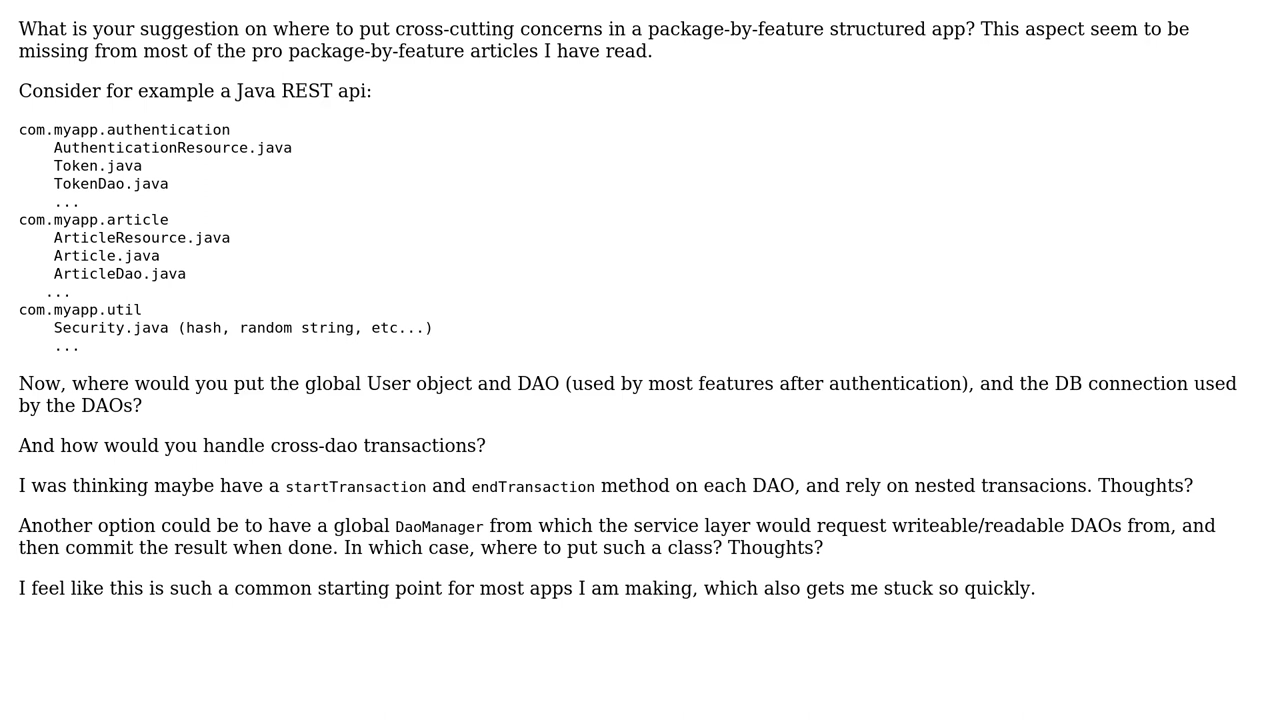 What is your suggestion on where to put cross-cutting concerns in a package-by-feature structured app? This aspect seem to be
missing from most of the pro package-by-feature articles I have read.
Consider for example a Java REST api:
com.myapp.authentication
    AuthenticationResource.java
    Token.java
    TokenDao.java
    ...
com.myapp.article
    ArticleResource.java
    Article.java
    ArticleDao.java
   ...
com.myapp.util
    Security.java (hash, random string, etc...)
    ...
Now, where would you put the global User object and DAO (used by most features after authentication), and the DB connection used
by the DAOs?
And how would you handle cross-dao transactions?
I was thinking maybe have a startTransaction and endTransaction method on each DAO, and rely on nested transacions. Thoughts?
Another option could be to have a global DaoManager from which the service layer would request writeable/readable DAOs from, and
then commit the result when done. In which case, where to put such a class? Thoughts?
I feel like this is such a common starting point for most apps I am making, which also gets me stuck so quickly.